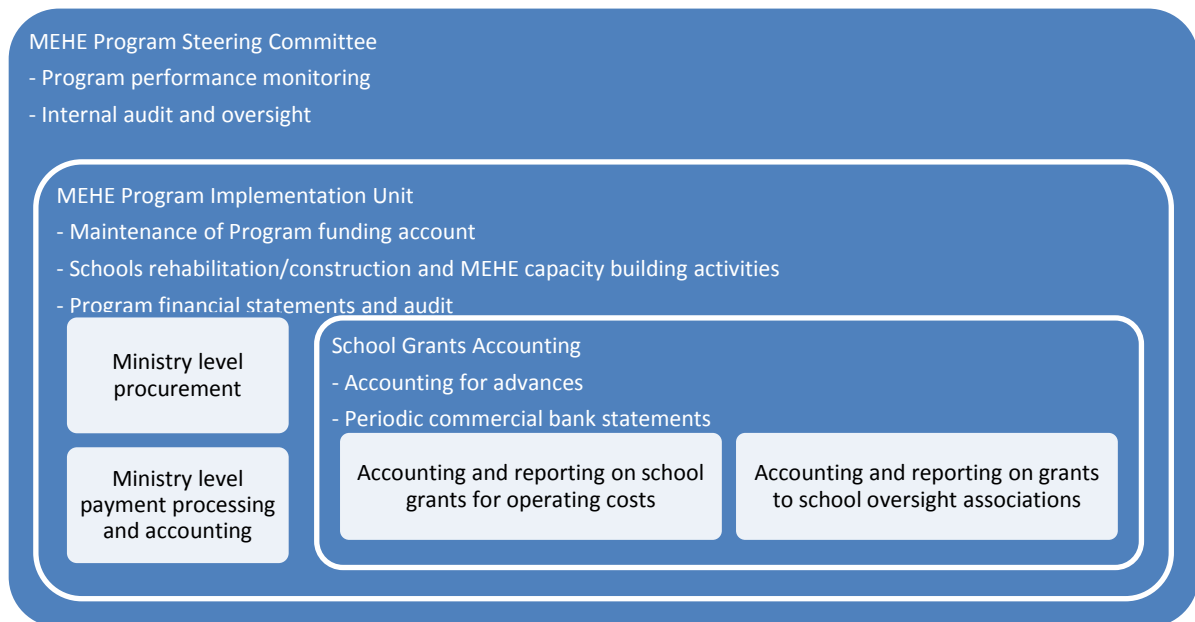 MEHE Program Steering Committee
- Program performance monitoring
- Internal audit and oversight
MEHE Program Implementation Unit
- Maintenance of Program funding account
- Schools rehabilitation/construction and MEHE capacity building activities
- Program financial statements and audit
Ministry level
procurement
Ministry level
payment processing
and accounting
School Grants Accounting
- Accounting for advances
- Periodic commercial bank statements
Accounting and reporting on school
grants for operating costs
Accounting and reporting on grants
to school oversight associations